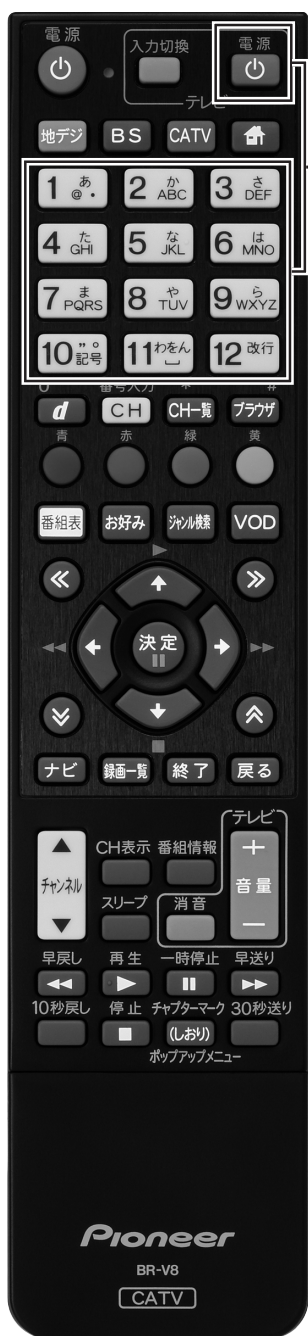 電源
入力切換 電源
テレビ
地デジ BS CATV
1 あ @. 2 か ABC 3 さ DEF
4 た GHI 5 な JKL 6 は MNO
7 ま PQRS 8 や TUV 9 ら WXYZ
10 ゛゜ 記号 11 わをん 12 改行
0 番号入力 * #
d CH CH一覧 ブラウザ
青 赤 緑 黄
番組表 お好み ジャンル検索 VOD
決定
ナビ 録画一覧 終了 戻る
テレビ
CH表示 番組情報 +
チャンネル 音量
スリープ 消音 −
早戻し 再生 一時停止 早送り
10秒戻し 停止 チャプターマーク 30秒送り
(しおり)
ポップアップメニュー
Pioneer
BR-V8
CATV